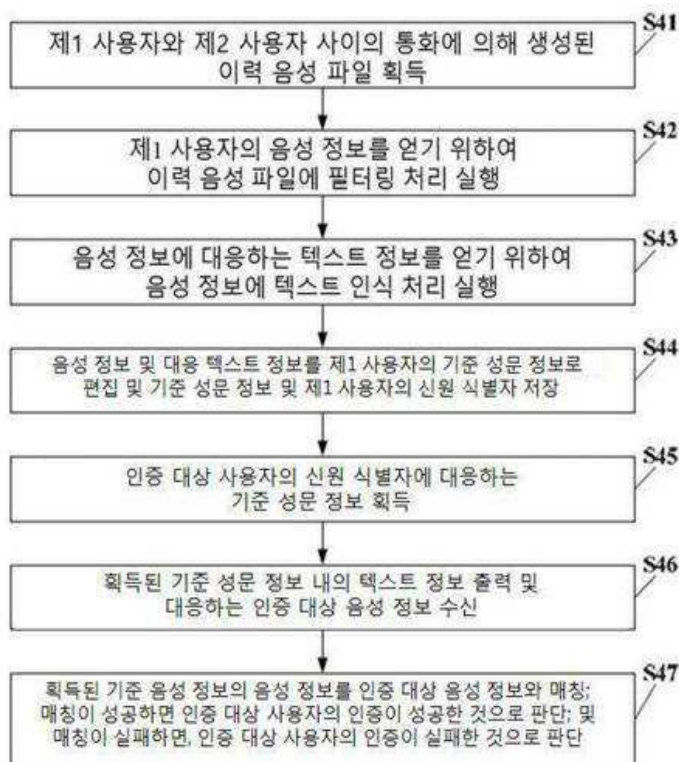 S41
제1 사용자와 제2 사용자 사이의 통화에 의해 생성된
이력 음성 파일 획득
S42
제1 사용자의 음성 정보를 얻기 위하여
이력 음성 파일에 필터링 처리 실행
S43
음성 정보에 대응하는 텍스트 정보를 얻기 위하여
음성 정보에 텍스트 인식 처리 실행
S44
음성 정보 및 대응 텍스트 정보를 제1 사용자의 기준 성문 정보로
편집 및 기준 성문 정보 및 제1 사용자의 신원 식별자 저장
S45
인증 대상 사용자의 신원 식별자에 대응하는
기준 성문 정보 획득
S46
획득된 기준 성문 정보 내의 텍스트 정보 출력 및
대응하는 인증 대상 음성 정보 수신
S47
획득된 기준 음성 정보의 음성 정보를 인증 대상 음성 정보와 매칭;
매칭이 성공하면 인증 대상 사용자의 인증이 성공한 것으로 판단; 및
매칭이 실패하면, 인증 대상 사용자의 인증이 실패한 것으로 판단